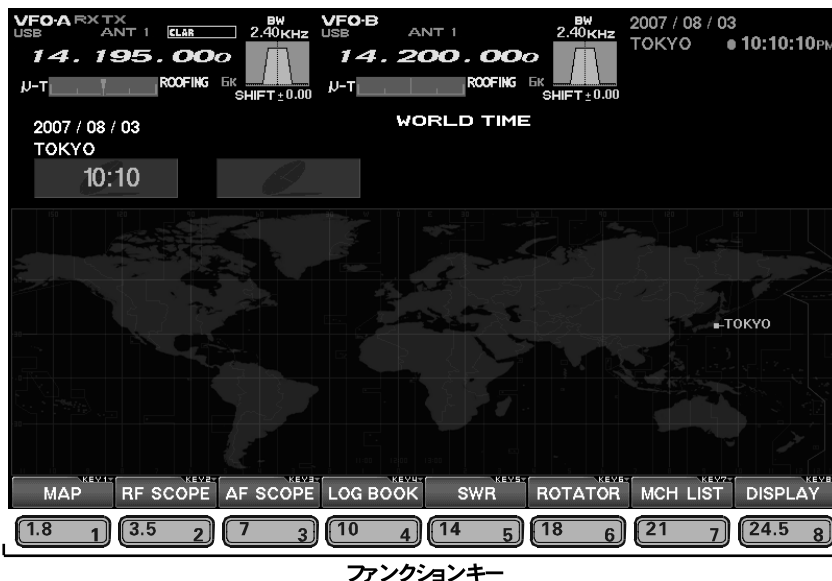 VFO-A RX TX BW VFO-B BW 2007 / 08 / 03
USB ANT 1 CLAR 2.40KHZ USB ANT 1 2.40KHZ TOKYO 10:10:10PM
14.195.000 14.200.000
μ-T ROOFING 6K μ-T ROOFING 6K
SHIFT±0.00 SHIFT±0.00
2007 / 08 / 03 WORLD TIME
TOKYO
10:10
TOKYO
KEY1 KEY2 KEY3 KEY4 KEY5 KEY6 KEY7 KEY8
MAP RF SCOPE AF SCOPE LOG BOOK SWR ROTATOR MCH LIST DISPLAY
1.8 1 3.5 2 7 3 10 4 14 5 18 6 21 7 24.5 8
ファンクションキー